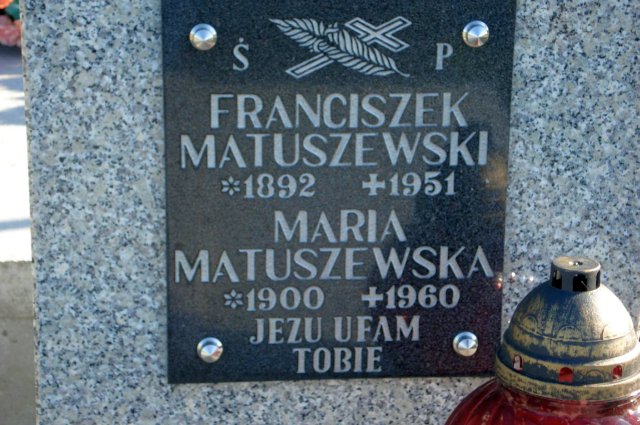 Ś P
FRANCISZEK
MATUSZEWSKI
*1892 +1951
MARIA
MATUSZEWSKA
*1900 +1960
JEZU UFAM
TOBIE